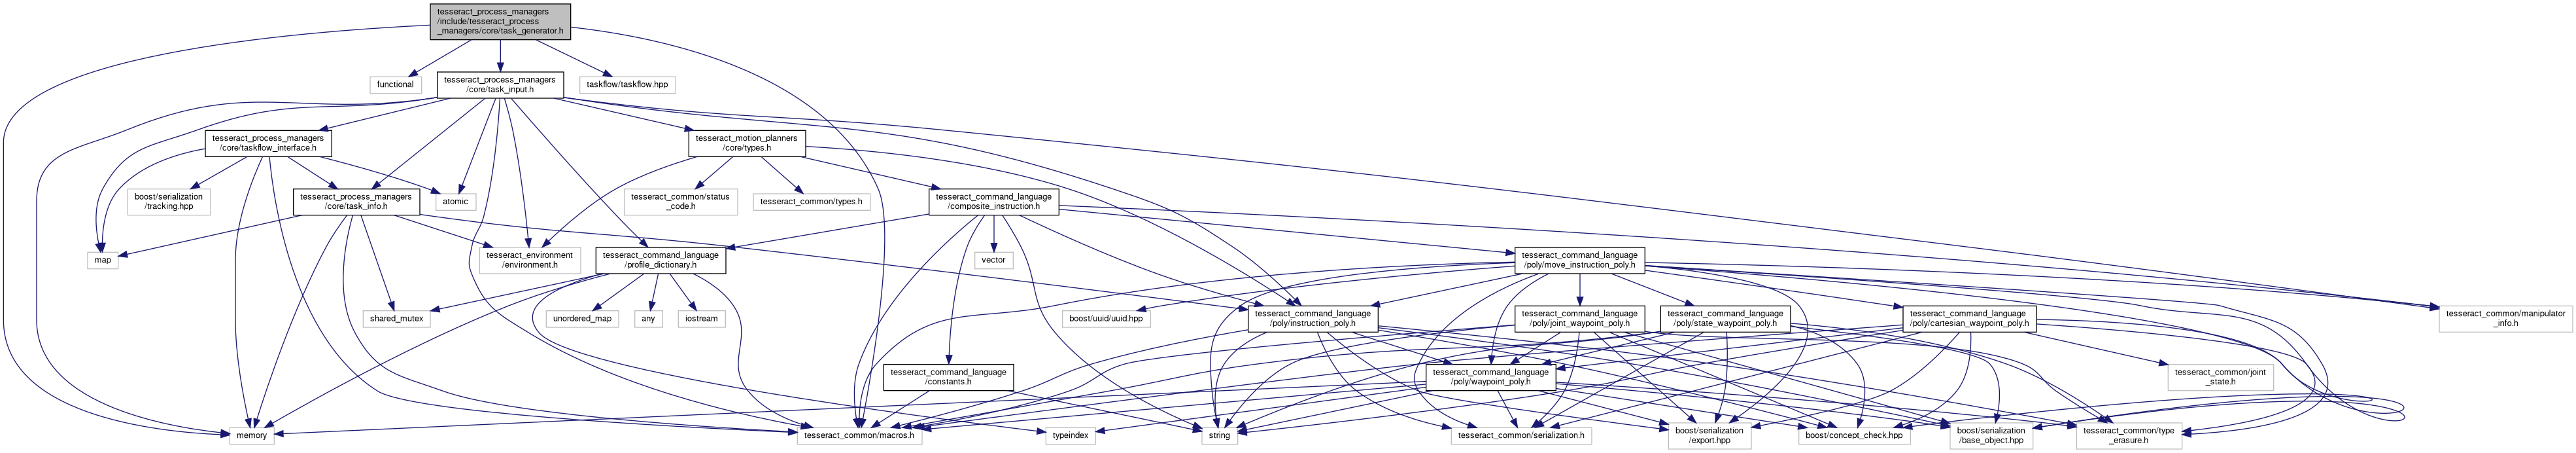 tesseract_process_managers
/include/tesseract_process
_managers/core/task_generator.h
functional
tesseract_process_managers
/core/task_input.h
taskflow/taskflow.hpp
tesseract_process_managers
/core/taskflow_interface.h
tesseract_motion_planners
/core/types.h
boost/serialization
/tracking.hpp
tesseract_process_managers
/core/task_info.h
atomic
tesseract_common/status
_code.h
tesseract_common/types.h
tesseract_command_language
/composite_instruction.h
map
tesseract_environment
/environment.h
tesseract_command_language
/profile_dictionary.h
vector
tesseract_command_language
/poly/move_instruction_poly.h
shared_mutex
unordered_map
any
iostream
boost/uuid/uuid.hpp
tesseract_command_language
/poly/instruction_poly.h
tesseract_command_language
/poly/joint_waypoint_poly.h
tesseract_command_language
/poly/state_waypoint_poly.h
tesseract_command_language
/poly/cartesian_waypoint_poly.h
tesseract_common/manipulator
_info.h
tesseract_command_language
/constants.h
tesseract_command_language
/poly/waypoint_poly.h
tesseract_common/joint
_state.h
memory
tesseract_common/macros.h
typeindex
string
tesseract_common/serialization.h
boost/serialization
/export.hpp
boost/concept_check.hpp
boost/serialization
/base_object.hpp
tesseract_common/type
_erasure.h